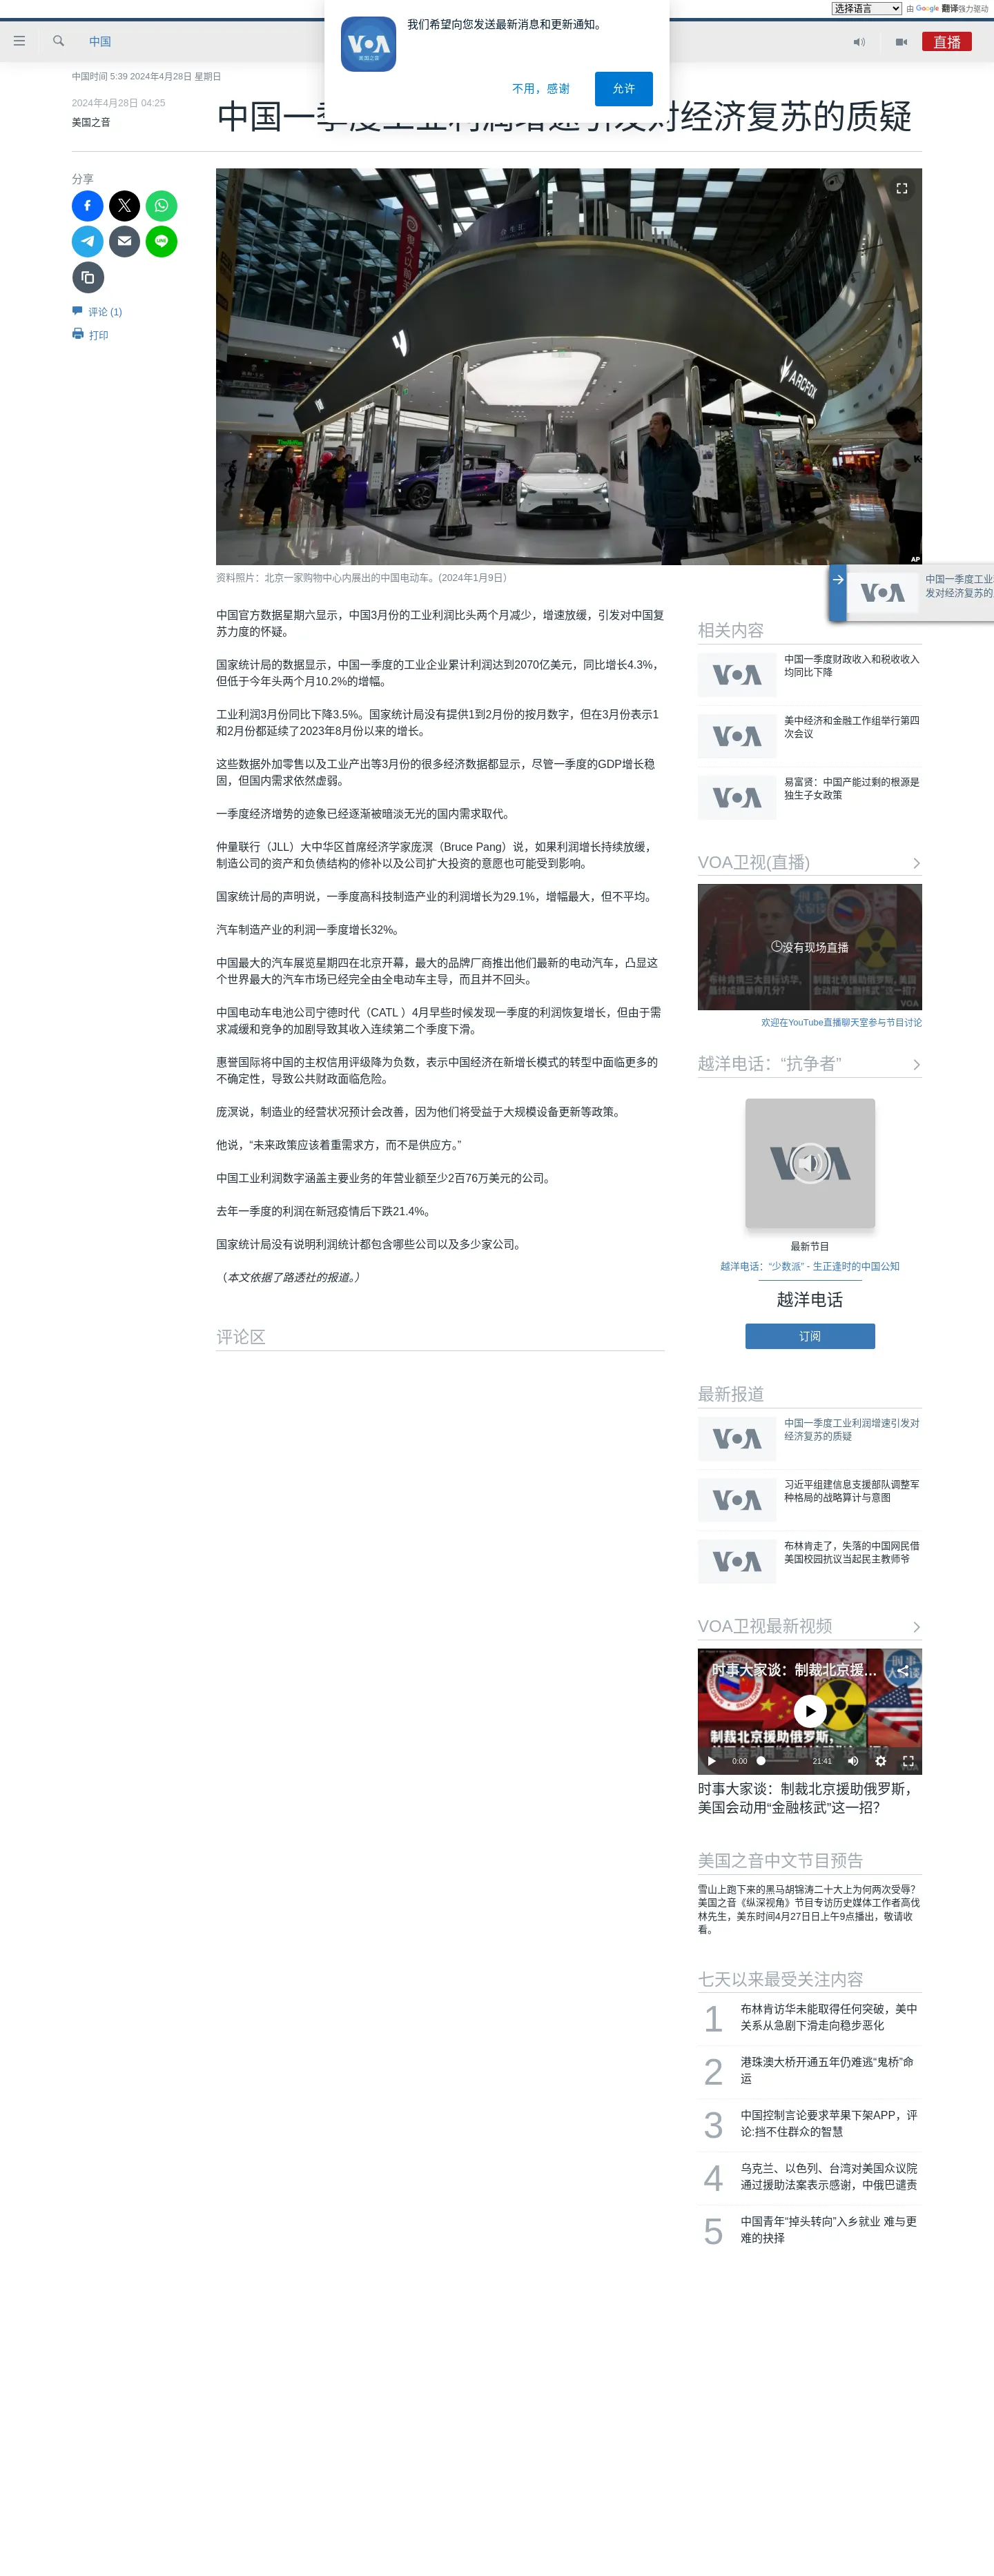 选择语言
由 Google 翻译强力驱动
中国
直播
VOA
美国之音
我们希望向您发送最新消息和更新通知。
不用，感谢
允许
中国时间 5:39 2024年4月28日 星期日
2024年4月28日 04:25
美国之音
中国一季度工业利润增速引发对经济复苏的质疑
分享
评论 (1)
打印
ARCFOX
AP
资料照片：北京一家购物中心内展出的中国电动车。(2024年1月9日）
中国官方数据星期六显示，中国3月份的工业利润比头两个月减少，增速放缓，引发对中国复
苏力度的怀疑。
国家统计局的数据显示，中国一季度的工业企业累计利润达到2070亿美元，同比增长4.3%，
但低于今年头两个月10.2%的增幅。
工业利润3月份同比下降3.5%。国家统计局没有提供1到2月份的按月数字，但在3月份表示1
和2月份都延续了2023年8月份以来的增长。
这些数据外加零售以及工业产出等3月份的很多经济数据都显示，尽管一季度的GDP增长稳
固，但国内需求依然虚弱。
一季度经济增势的迹象已经逐渐被暗淡无光的国内需求取代。
仲量联行（JLL）大中华区首席经济学家庞溟（Bruce Pang）说，如果利润增长持续放缓，
制造公司的资产和负债结构的修补以及公司扩大投资的意愿也可能受到影响。
国家统计局的声明说，一季度高科技制造产业的利润增长为29.1%，增幅最大，但不平均。
汽车制造产业的利润一季度增长32%。
中国最大的汽车展览星期四在北京开幕，最大的品牌厂商推出他们最新的电动汽车，凸显这
个世界最大的汽车市场已经完全由全电动车主导，而且并不回头。
中国电动车电池公司宁德时代（CATL ）4月早些时候发现一季度的利润恢复增长，但由于需
求减缓和竞争的加剧导致其收入连续第二个季度下滑。
惠誉国际将中国的主权信用评级降为负数，表示中国经济在新增长模式的转型中面临更多的
不确定性，导致公共财政面临危险。
庞溟说，制造业的经营状况预计会改善，因为他们将受益于大规模设备更新等政策。
他说，“未来政策应该着重需求方，而不是供应方。”
中国工业利润数字涵盖主要业务的年营业额至少2百76万美元的公司。
去年一季度的利润在新冠疫情后下跌21.4%。
国家统计局没有说明利润统计都包含哪些公司以及多少家公司。
（本文依据了路透社的报道。）
评论区
VOA
中国一季度工业
发对经济复苏的
相关内容
VOA
中国一季度财政收入和税收收入
均同比下降
VOA
美中经济和金融工作组举行第四
次会议
VOA
易富贤：中国产能过剩的根源是
独生子女政策
VOA卫视(直播)
没有现场直播
VOA
欢迎在YouTube直播聊天室参与节目讨论
越洋电话：“抗争者”
VOA
最新节目
越洋电话：“少数派” - 生正逢时的中国公知
越洋电话
订阅
最新报道
VOA
中国一季度工业利润增速引发对
经济复苏的质疑
VOA
习近平组建信息支援部队调整军
种格局的战略算计与意图
VOA
布林肯走了，失落的中国网民借
美国校园抗议当起民主教师爷
VOA卫视最新视频
时事大家谈：制裁北京援…
制裁北京援助俄罗斯，
0:00
21:41
时事大家谈：制裁北京援助俄罗斯，
美国会动用“金融核武”这一招？
美国之音中文节目预告
雪山上跑下来的黑马胡锦涛二十大上为何两次受辱？
美国之音《纵深视角》节目专访历史媒体工作者高伐
林先生，美东时间4月27日日上午9点播出，敬请收
看。
七天以来最受关注内容
1
布林肯访华未能取得任何突破，美中
关系从急剧下滑走向稳步恶化
2
港珠澳大桥开通五年仍难逃“鬼桥”命
运
3
中国控制言论要求苹果下架APP，评
论:挡不住群众的智慧
4
乌克兰、以色列、台湾对美国众议院
通过援助法案表示感谢，中俄巴谴责
5
中国青年“掉头转向”入乡就业 难与更
难的抉择